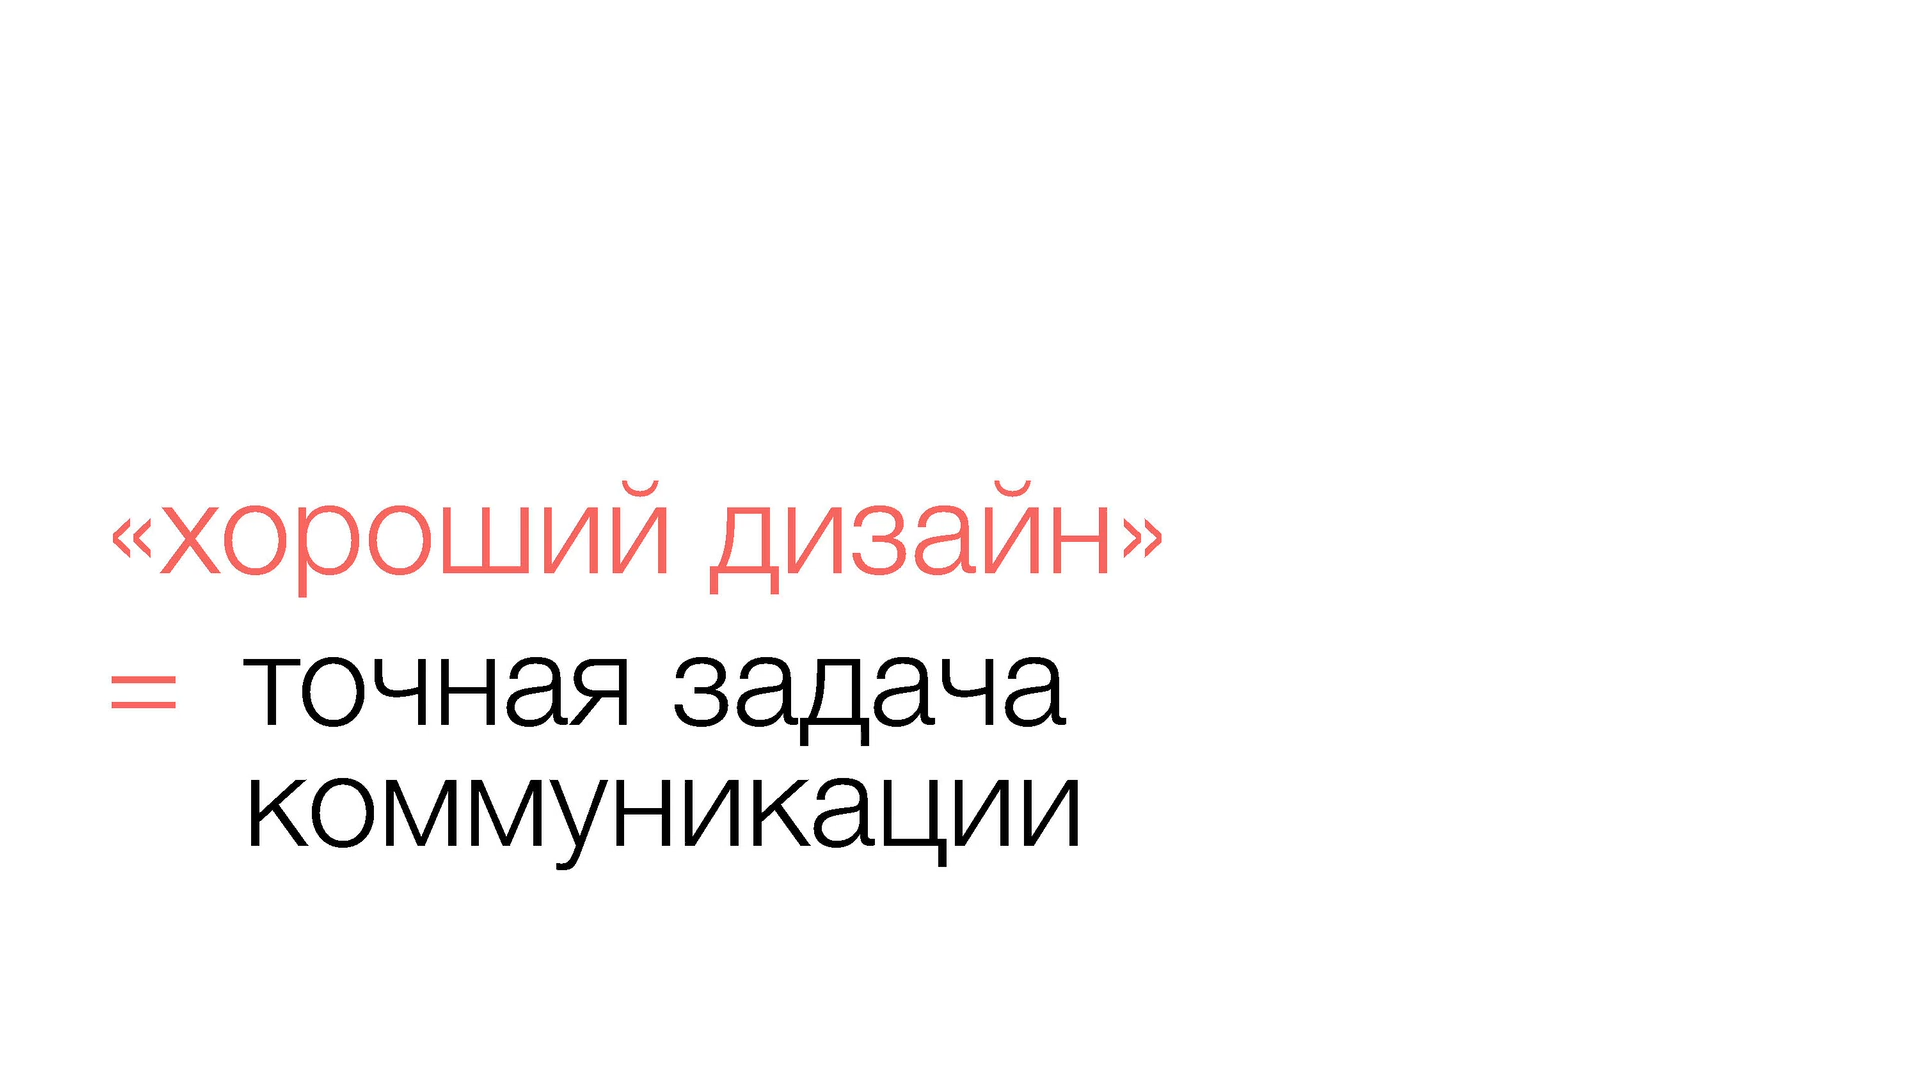 «хороший дизайн»
= точная задача
коммуникации